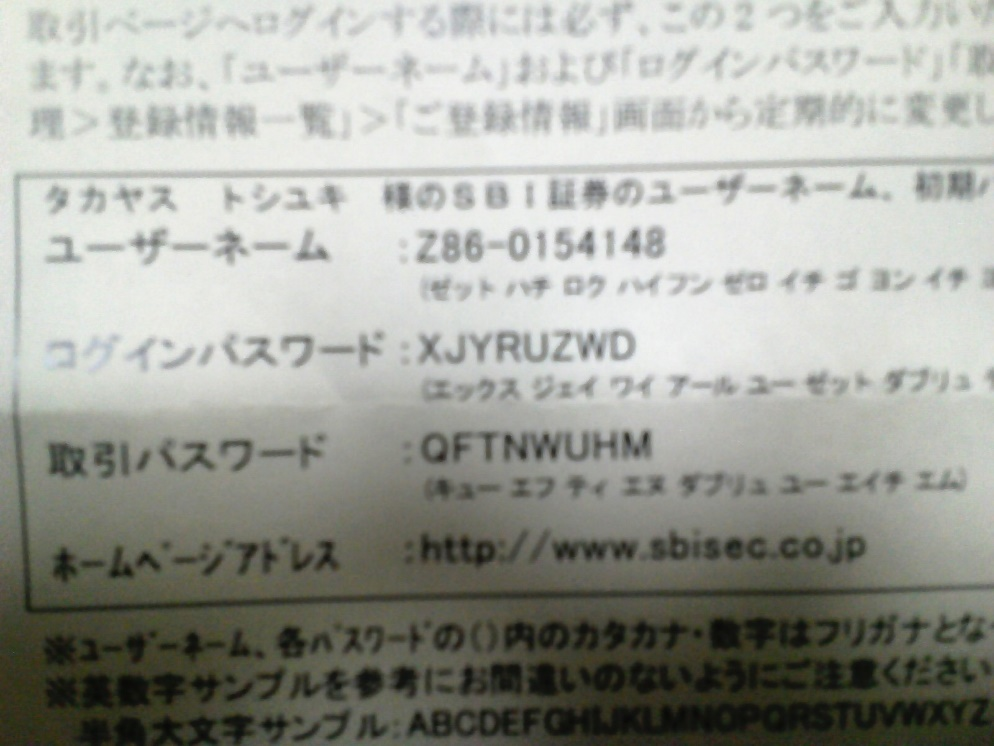 取引ページへログインする際には必ず、この2つをご入力い
ます。なお、「ユーザーネーム」および「ログインパスワード」「取
理>登録情報一覧」>「ご登録情報」画面から定期的に変更し
タカヤス トシユキ 様のSBI証券のユーザーネーム、初期
ユーザーネーム :Z86-0154148
(ゼット ハチ ロク ハイフン ゼロ イチ ゴ ヨン イチ ヨ
ログインパスワード :XJYRUZWD
(エックス ジェイ ワイ アール ユー ゼット ダブリュ
取引パスワード :QFTNWUHM
(キュー エフ ティ エヌ ダブリュ ユー エイチ エム)
ホームページアドレス :http://www.sbisec.co.jp
※ユーザーネーム、各パスワードの()内のカタカナ・数字はフリガナとな
※英数字サンプルを参考にお間違いのないようにご注意ください
半角大文字サンプル:ABCDEFGHIJKLMNOPQRSTUVWXYZ